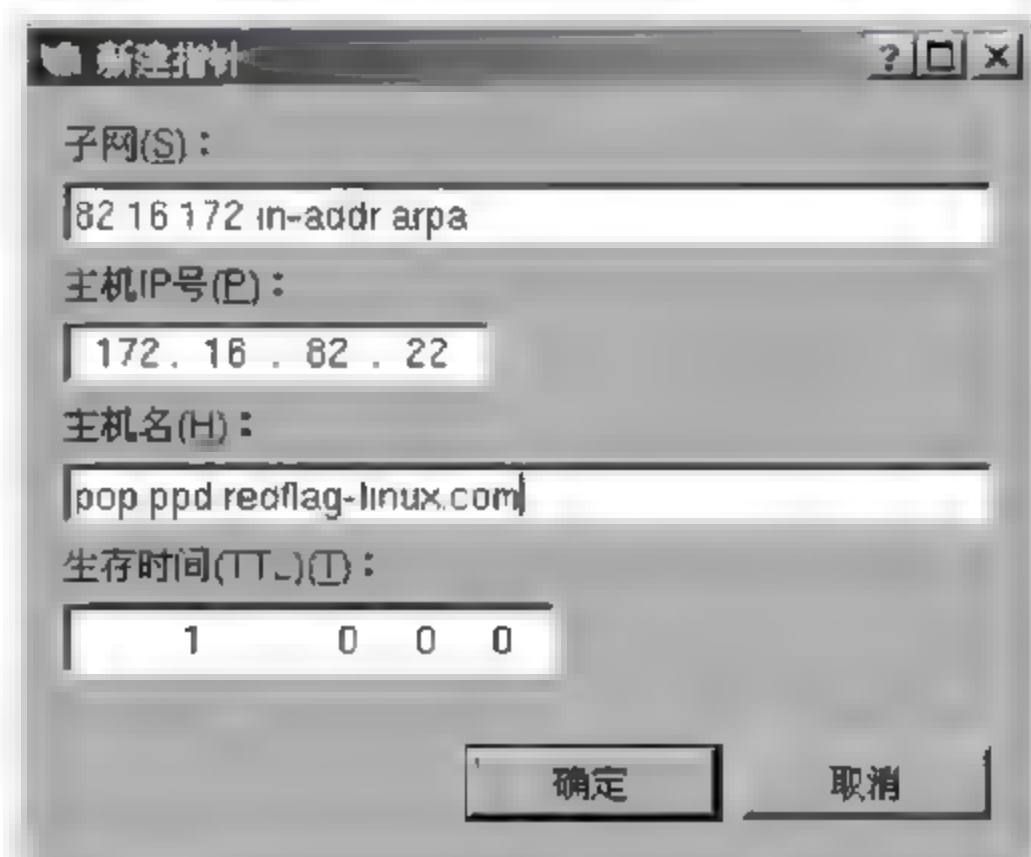 新建指针
子网(S):
82 16 172 in-addr arpa
主机IP号(P):
172. 16 . 82 . 22
主机名(H):
pop ppd redflag-linux.com
生存时间(TTL)(T):
1 0 0 0
确定 取消